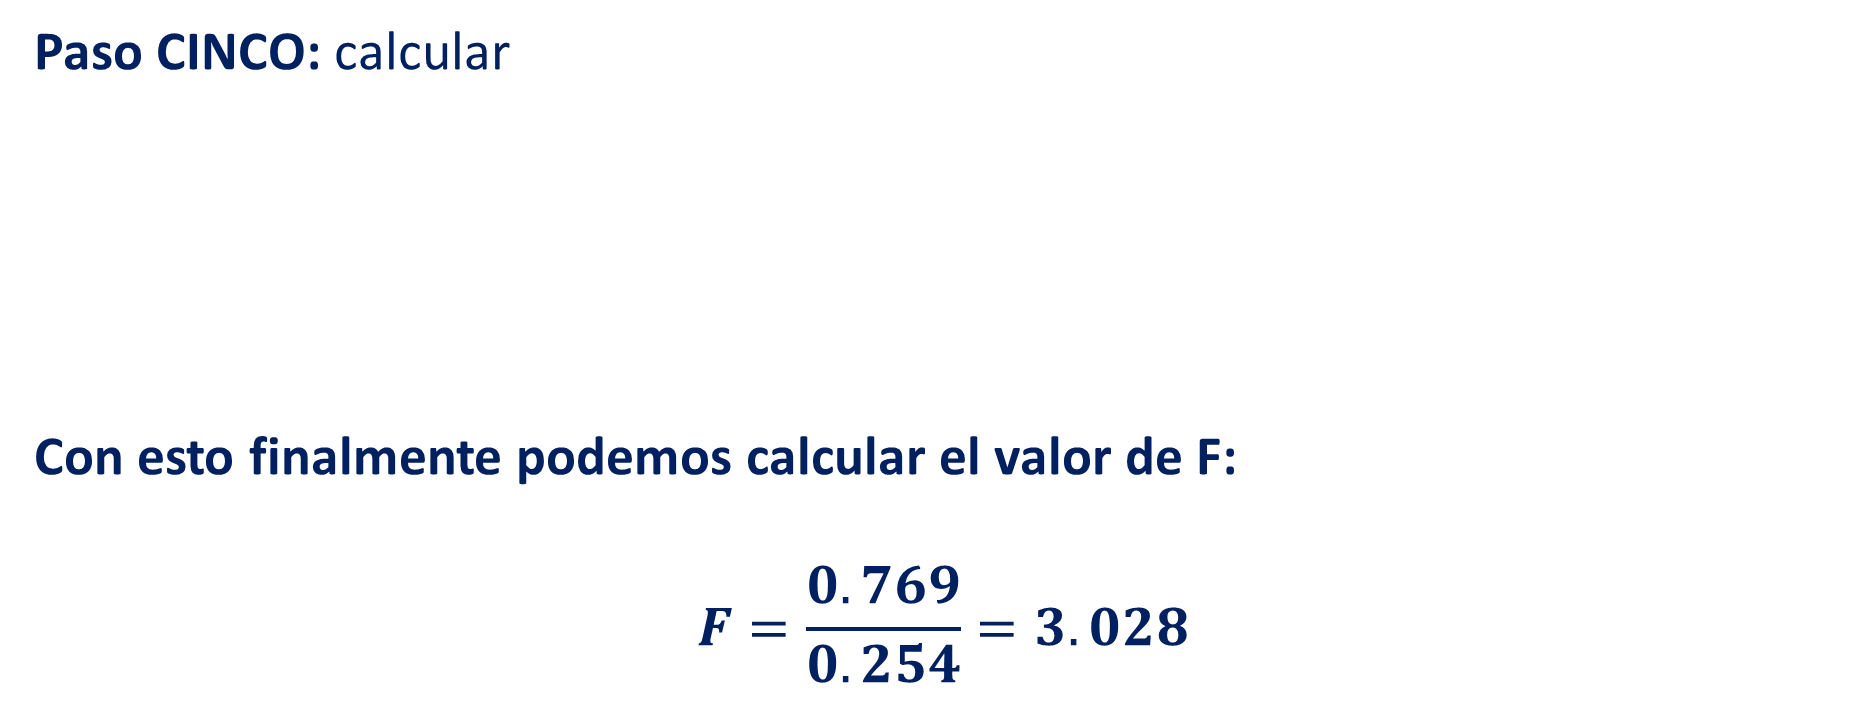 Paso CINCO: calcular
Con esto finalmente podemos calcular el valor de F:
F = 0.769 / 0.254 = 3.028